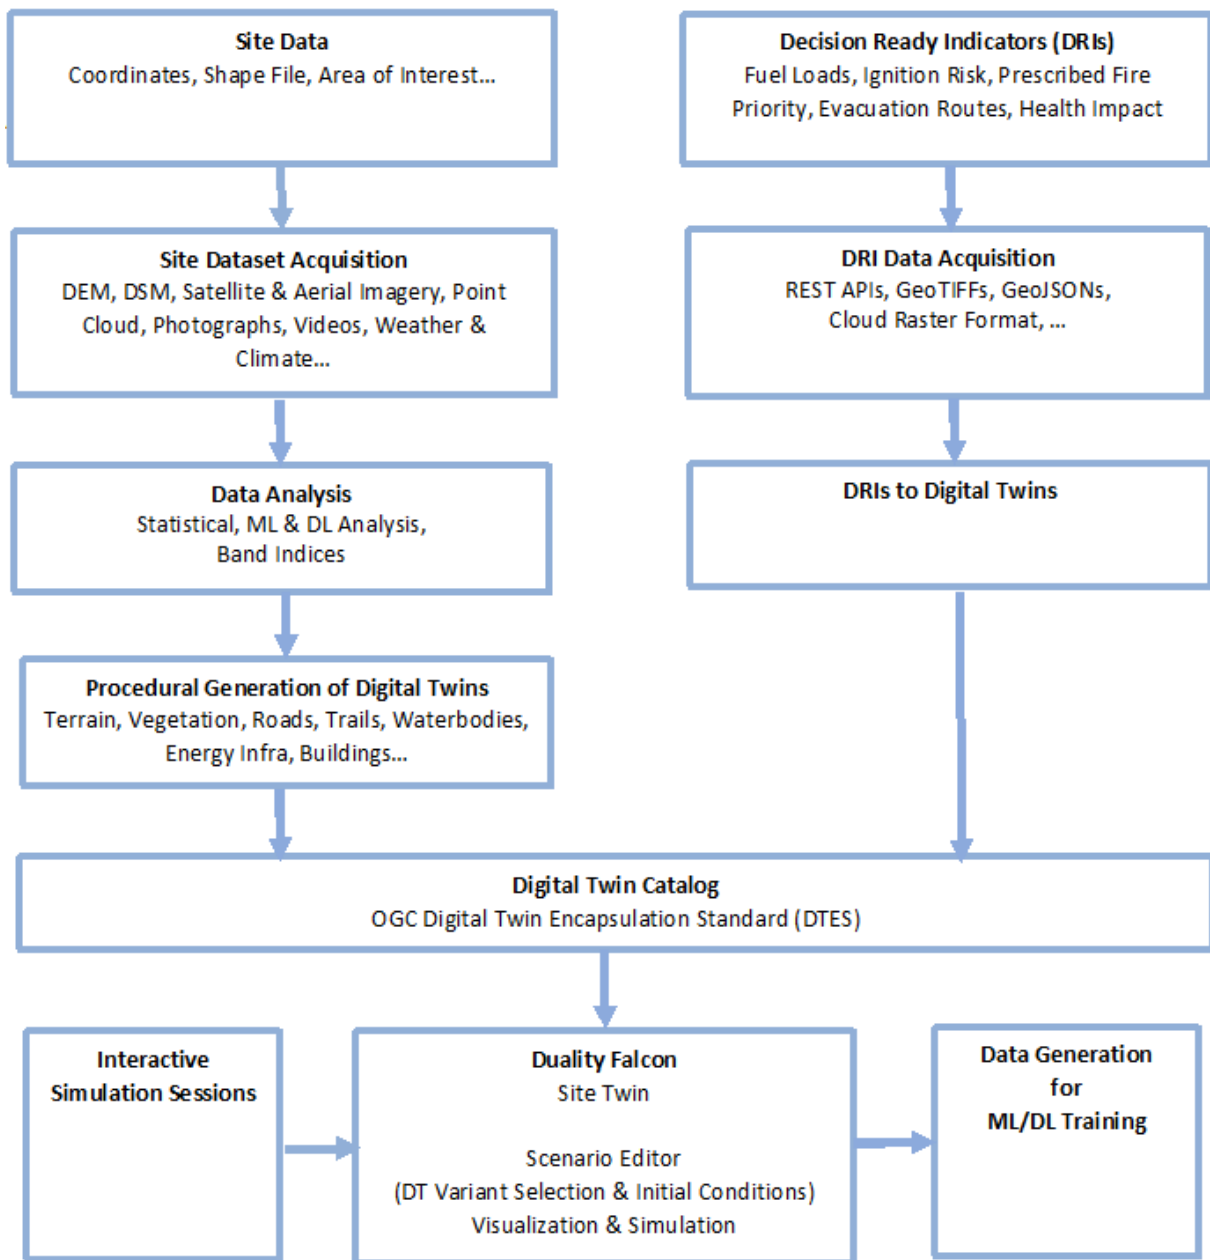 Site Data
Coordinates, Shape File, Area of Interest...
Decision Ready Indicators (DRIs)
Fuel Loads, Ignition Risk, Prescribed Fire
Priority, Evacuation Routes, Health Impact
Site Dataset Acquisition
DEM, DSM, Satellite & Aerial Imagery, Point
Cloud, Photographs, Videos, Weather &
Climate...
DRI Data Acquisition
REST APIs, GeoTIFFs, GeoJSONs,
Cloud Raster Format, ...
Data Analysis
Statistical, ML & DL Analysis,
Band Indices
DRIs to Digital Twins
Procedural Generation of Digital Twins
Terrain, Vegetation, Roads, Trails, Waterbodies,
Energy Infra, Buildings...
Digital Twin Catalog
OGC Digital Twin Encapsulation Standard (DTES)
Interactive
Simulation Sessions
Duality Falcon
Site Twin
Scenario Editor
(DT Variant Selection & Initial Conditions)
Visualization & Simulation
Data Generation
for
ML/DL Training